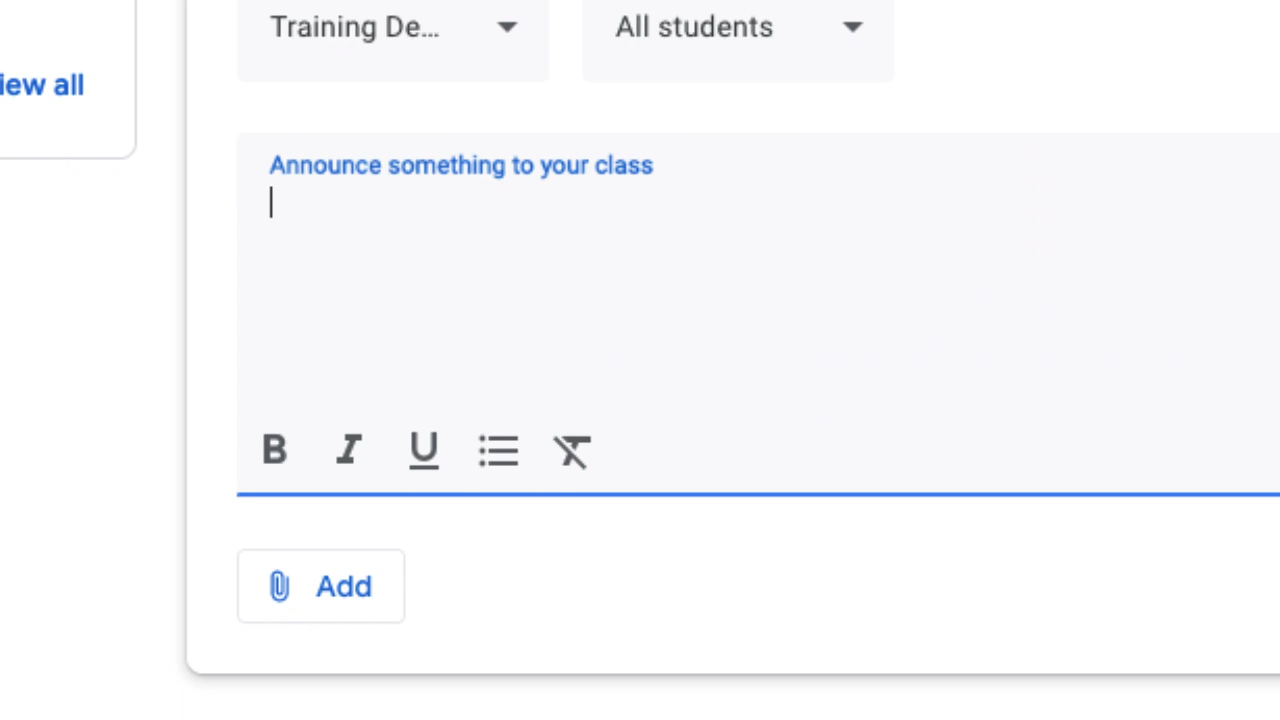 Training De...
All students
iew all
Announce something to your class
B I U
Add